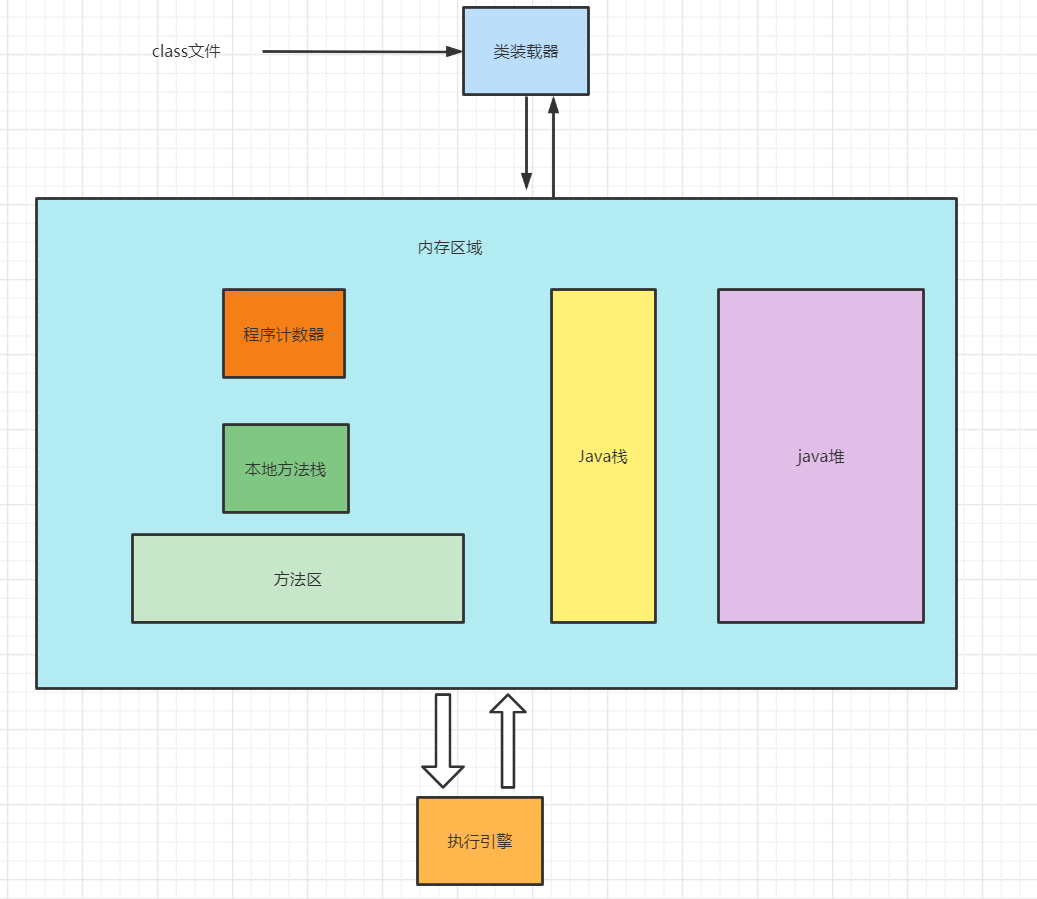 class文件
类装载器
内存区域
程序计数器
本地方法栈
方法区
Java栈
java堆
执行引擎